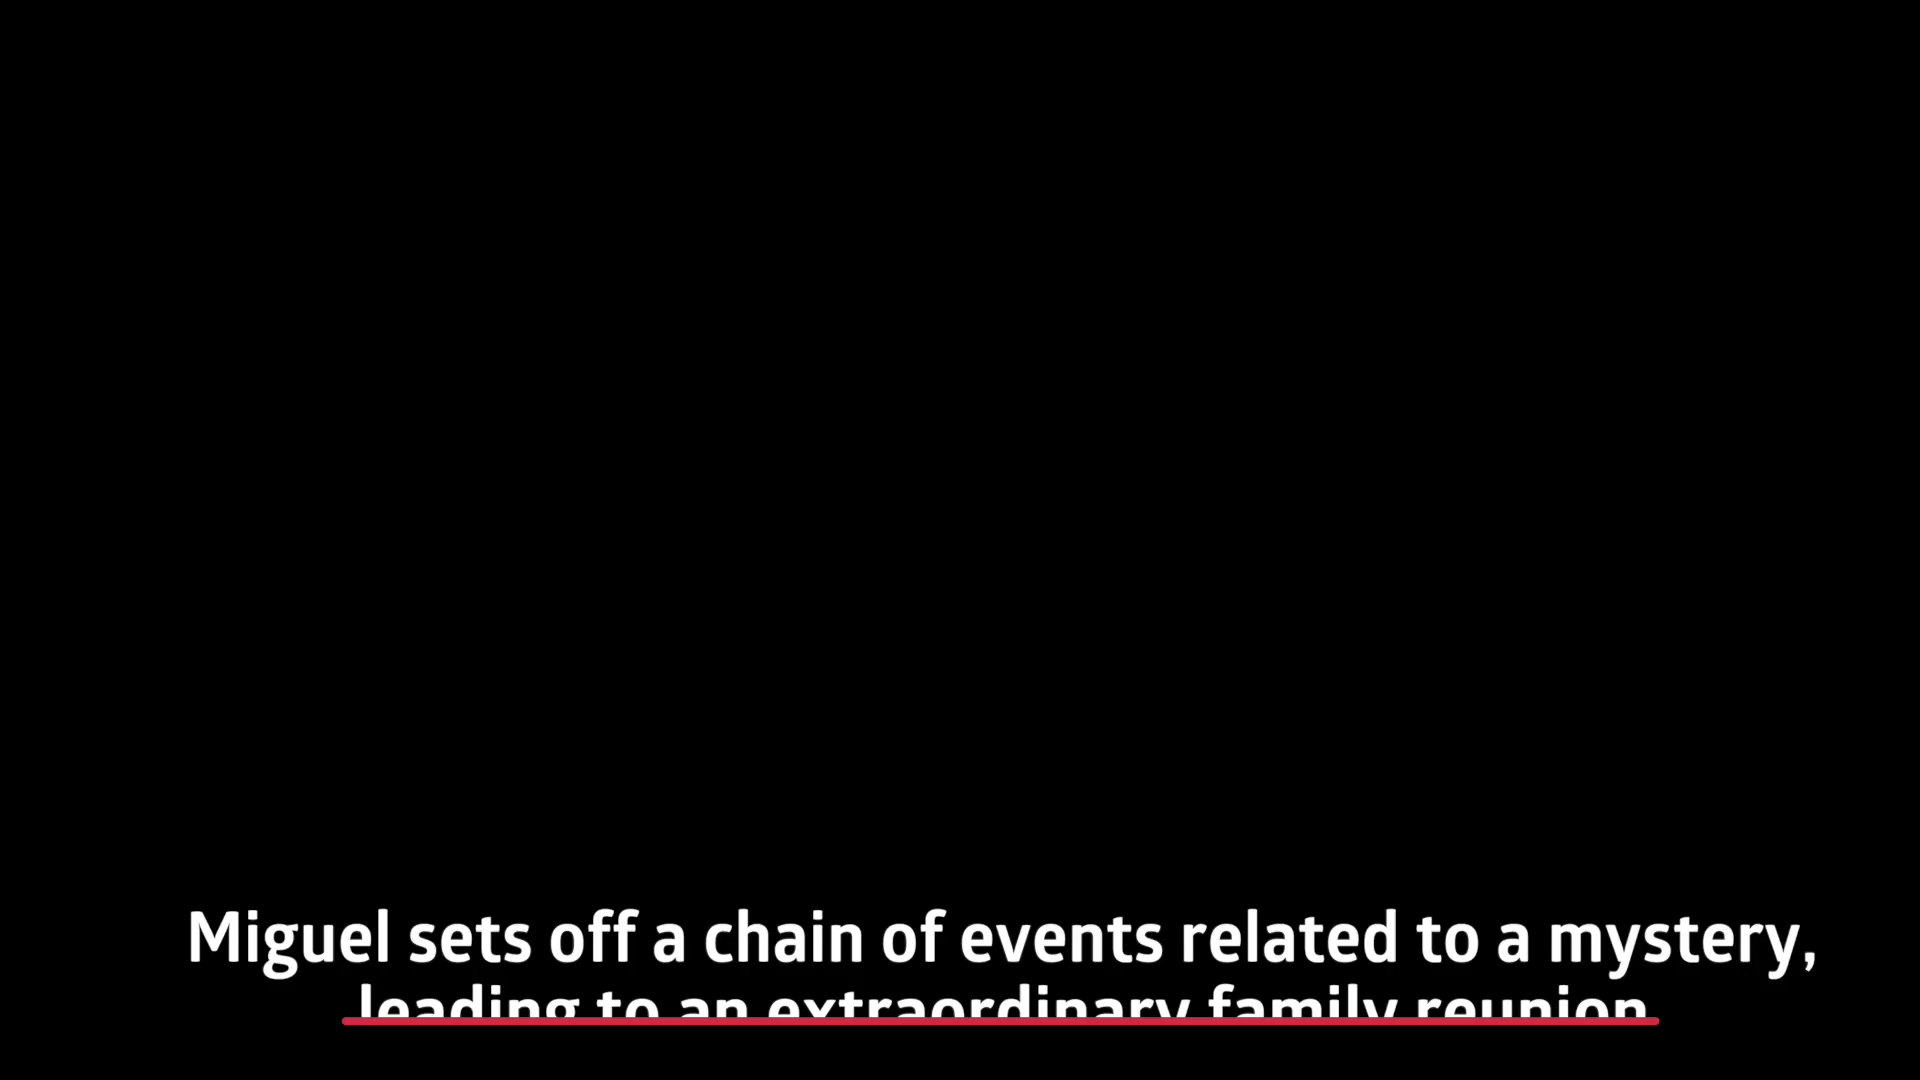 Miguel sets off a chain of events related to a mystery,
leading to an extraordinary family reunion